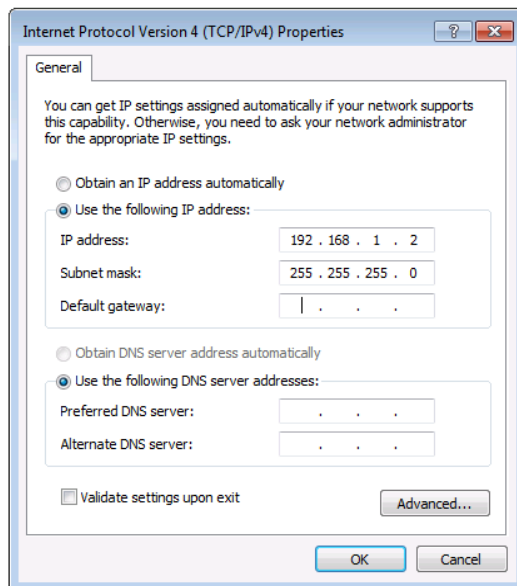 Internet Protocol Version 4 (TCP/IPv4) Properties
General
You can get IP settings assigned automatically if your network supports
this capability. Otherwise, you need to ask your network administrator
for the appropriate IP settings.
Obtain an IP address automatically
Use the following IP address:
IP address: 192 . 168 . 1 . 2
Subnet mask: 255 . 255 . 255 . 0
Default gateway: . . .
Obtain DNS server address automatically
Use the following DNS server addresses:
Preferred DNS server: . . .
Alternate DNS server: . . .
Validate settings upon exit
Advanced...
OK Cancel